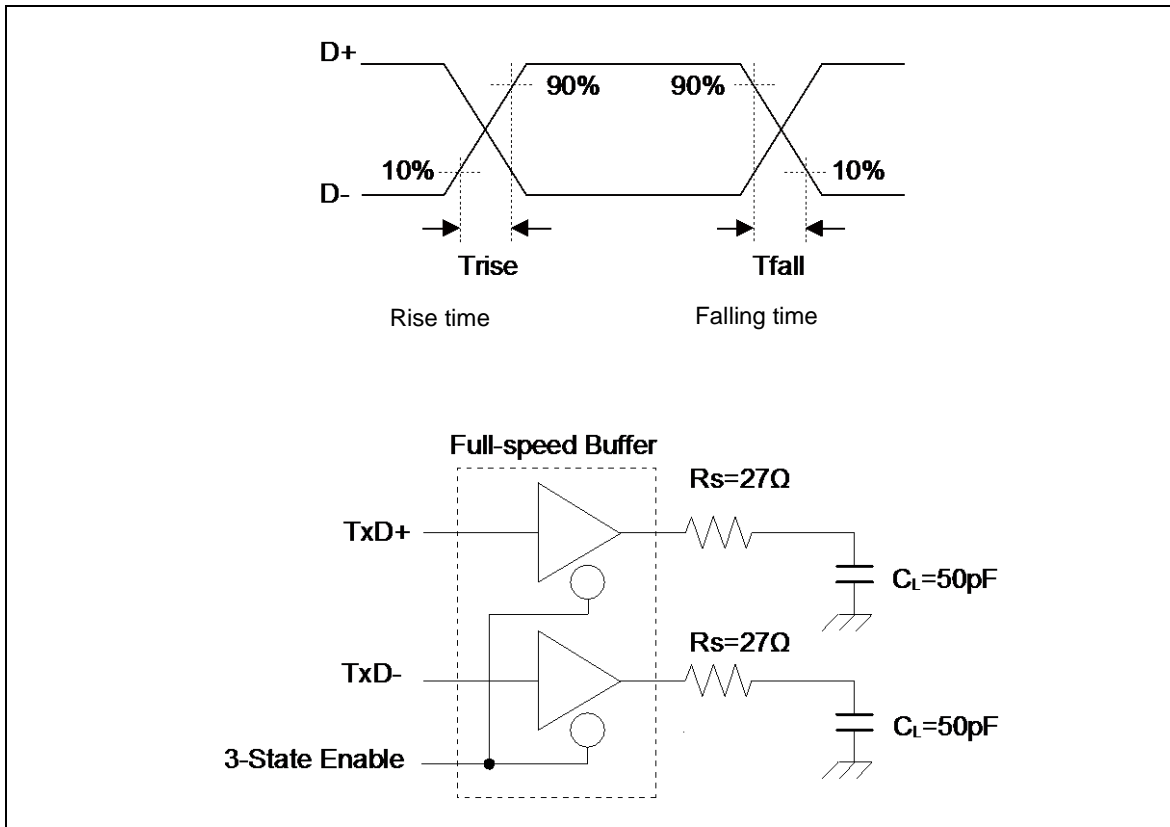 D+
90%
90%
10%
10%
D-
Trise
Tfall
Rise time
Falling time
Full-speed Buffer
Rs=27Ω
TxD+
CL=50pF
Rs=27Ω
TxD-
CL=50pF
3-State Enable